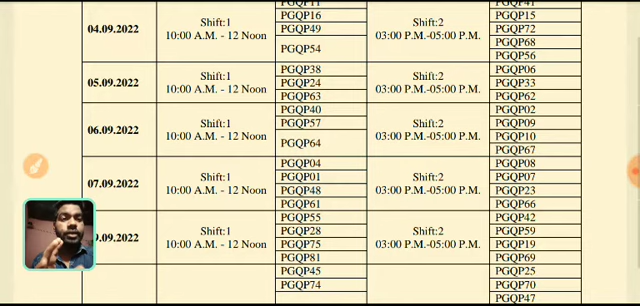 PGQP11 PGQP41
04.09.2022 Shift:1 10:00 A.M. - 12 Noon PGQP16 Shift:2 03:00 P.M.-05:00 P.M. PGQP15
PGQP49 PGQP72
PGQP54 PGQP68
PGQP56
05.09.2022 Shift:1 10:00 A.M. - 12 Noon PGQP38 Shift:2 03:00 P.M.-05:00 P.M. PGQP06
PGQP24 PGQP33
PGQP63 PGQP62
06.09.2022 Shift:1 10:00 A.M. - 12 Noon PGQP40 Shift:2 03:00 P.M.-05:00 P.M. PGQP02
PGQP57 PGQP09
PGQP64 PGQP10
PGQP67
07.09.2022 Shift:1 10:00 A.M. - 12 Noon PGQP04 Shift:2 03:00 P.M.-05:00 P.M. PGQP08
PGQP01 PGQP07
PGQP48 PGQP23
PGQP61 PGQP66
9.09.2022 Shift:1 10:00 A.M. - 12 Noon PGQP55 Shift:2 03:00 P.M.-05:00 P.M. PGQP42
PGQP28 PGQP59
PGQP75 PGQP19
PGQP81 PGQP69
PGQP45 PGQP25
PGQP74 PGQP70
PGQP47